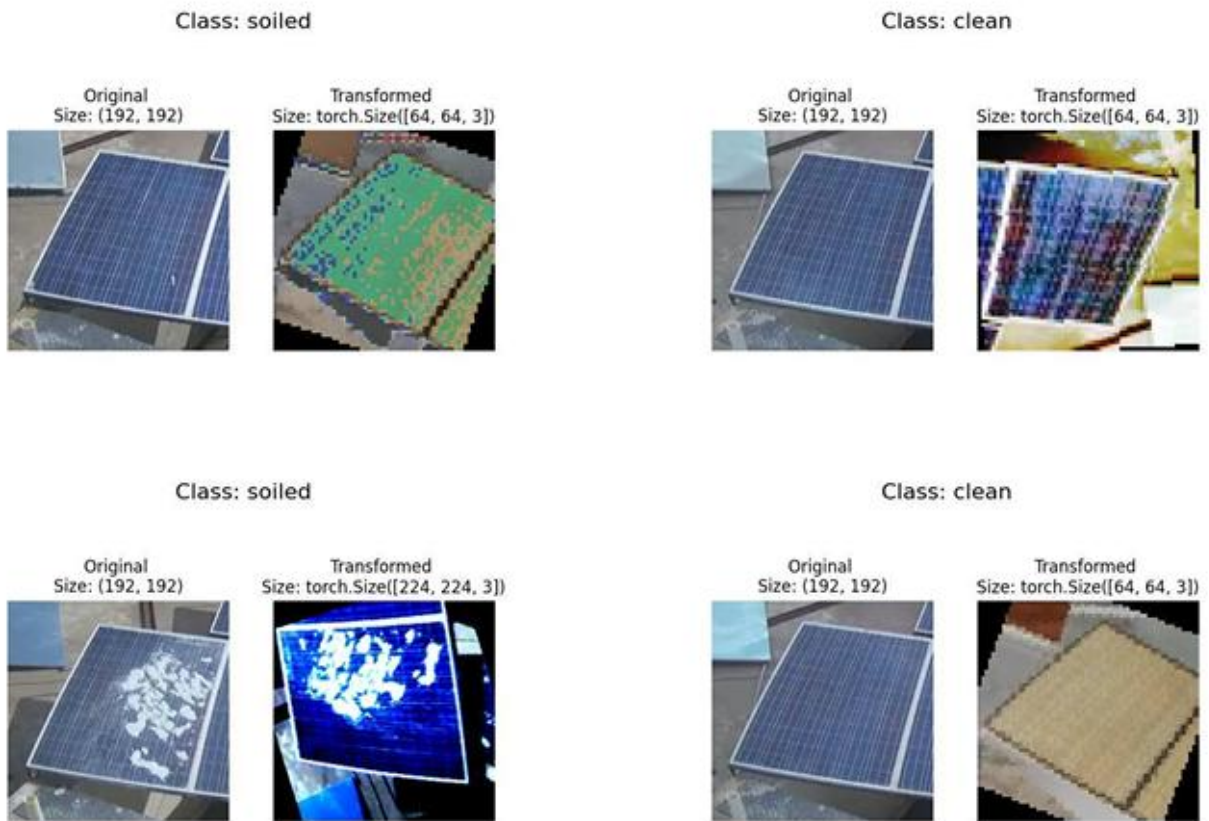 Class: soiled
Original
Size: (192, 192)
Transformed
Size: torch.Size([64, 64, 3])
Class: clean
Original
Size: (192, 192)
Transformed
Size: torch.Size([64, 64, 3])
Class: soiled
Original
Size: (192, 192)
Transformed
Size: torch.Size([224, 224, 3])
Class: clean
Original
Size: (192, 192)
Transformed
Size: torch.Size([64, 64, 3])